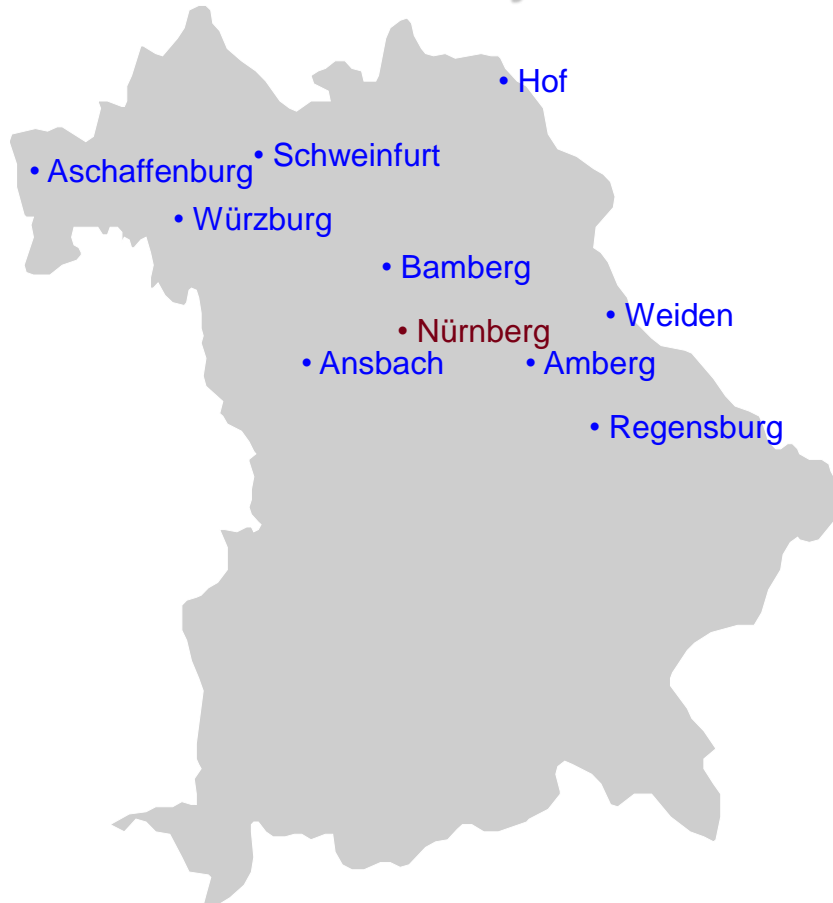 • Hof
• Schweinfurt
• Aschaffenburg
• Würzburg
• Bamberg
• Weiden
• Nürnberg
• Ansbach
• Amberg
• Regensburg